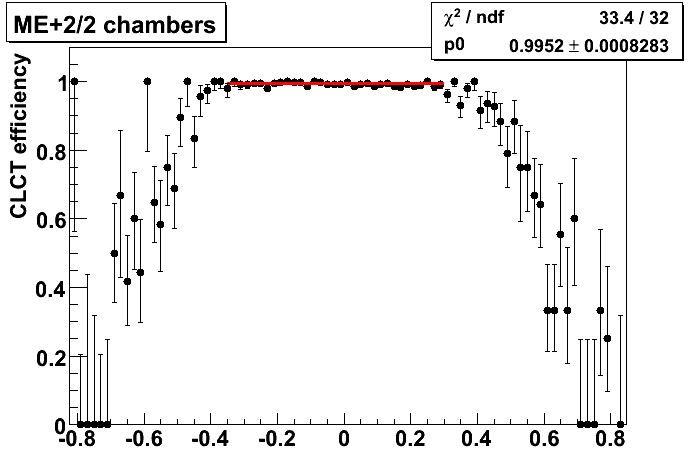 ME+2/2 chambers
χ² / ndf 33.4 / 32
p0 0.9952 ± 0.0008283
CLCT efficiency
1
0.8
0.6
0.4
0.2
0
-0.8 -0.6 -0.4 -0.2 0 0.2 0.4 0.6 0.8